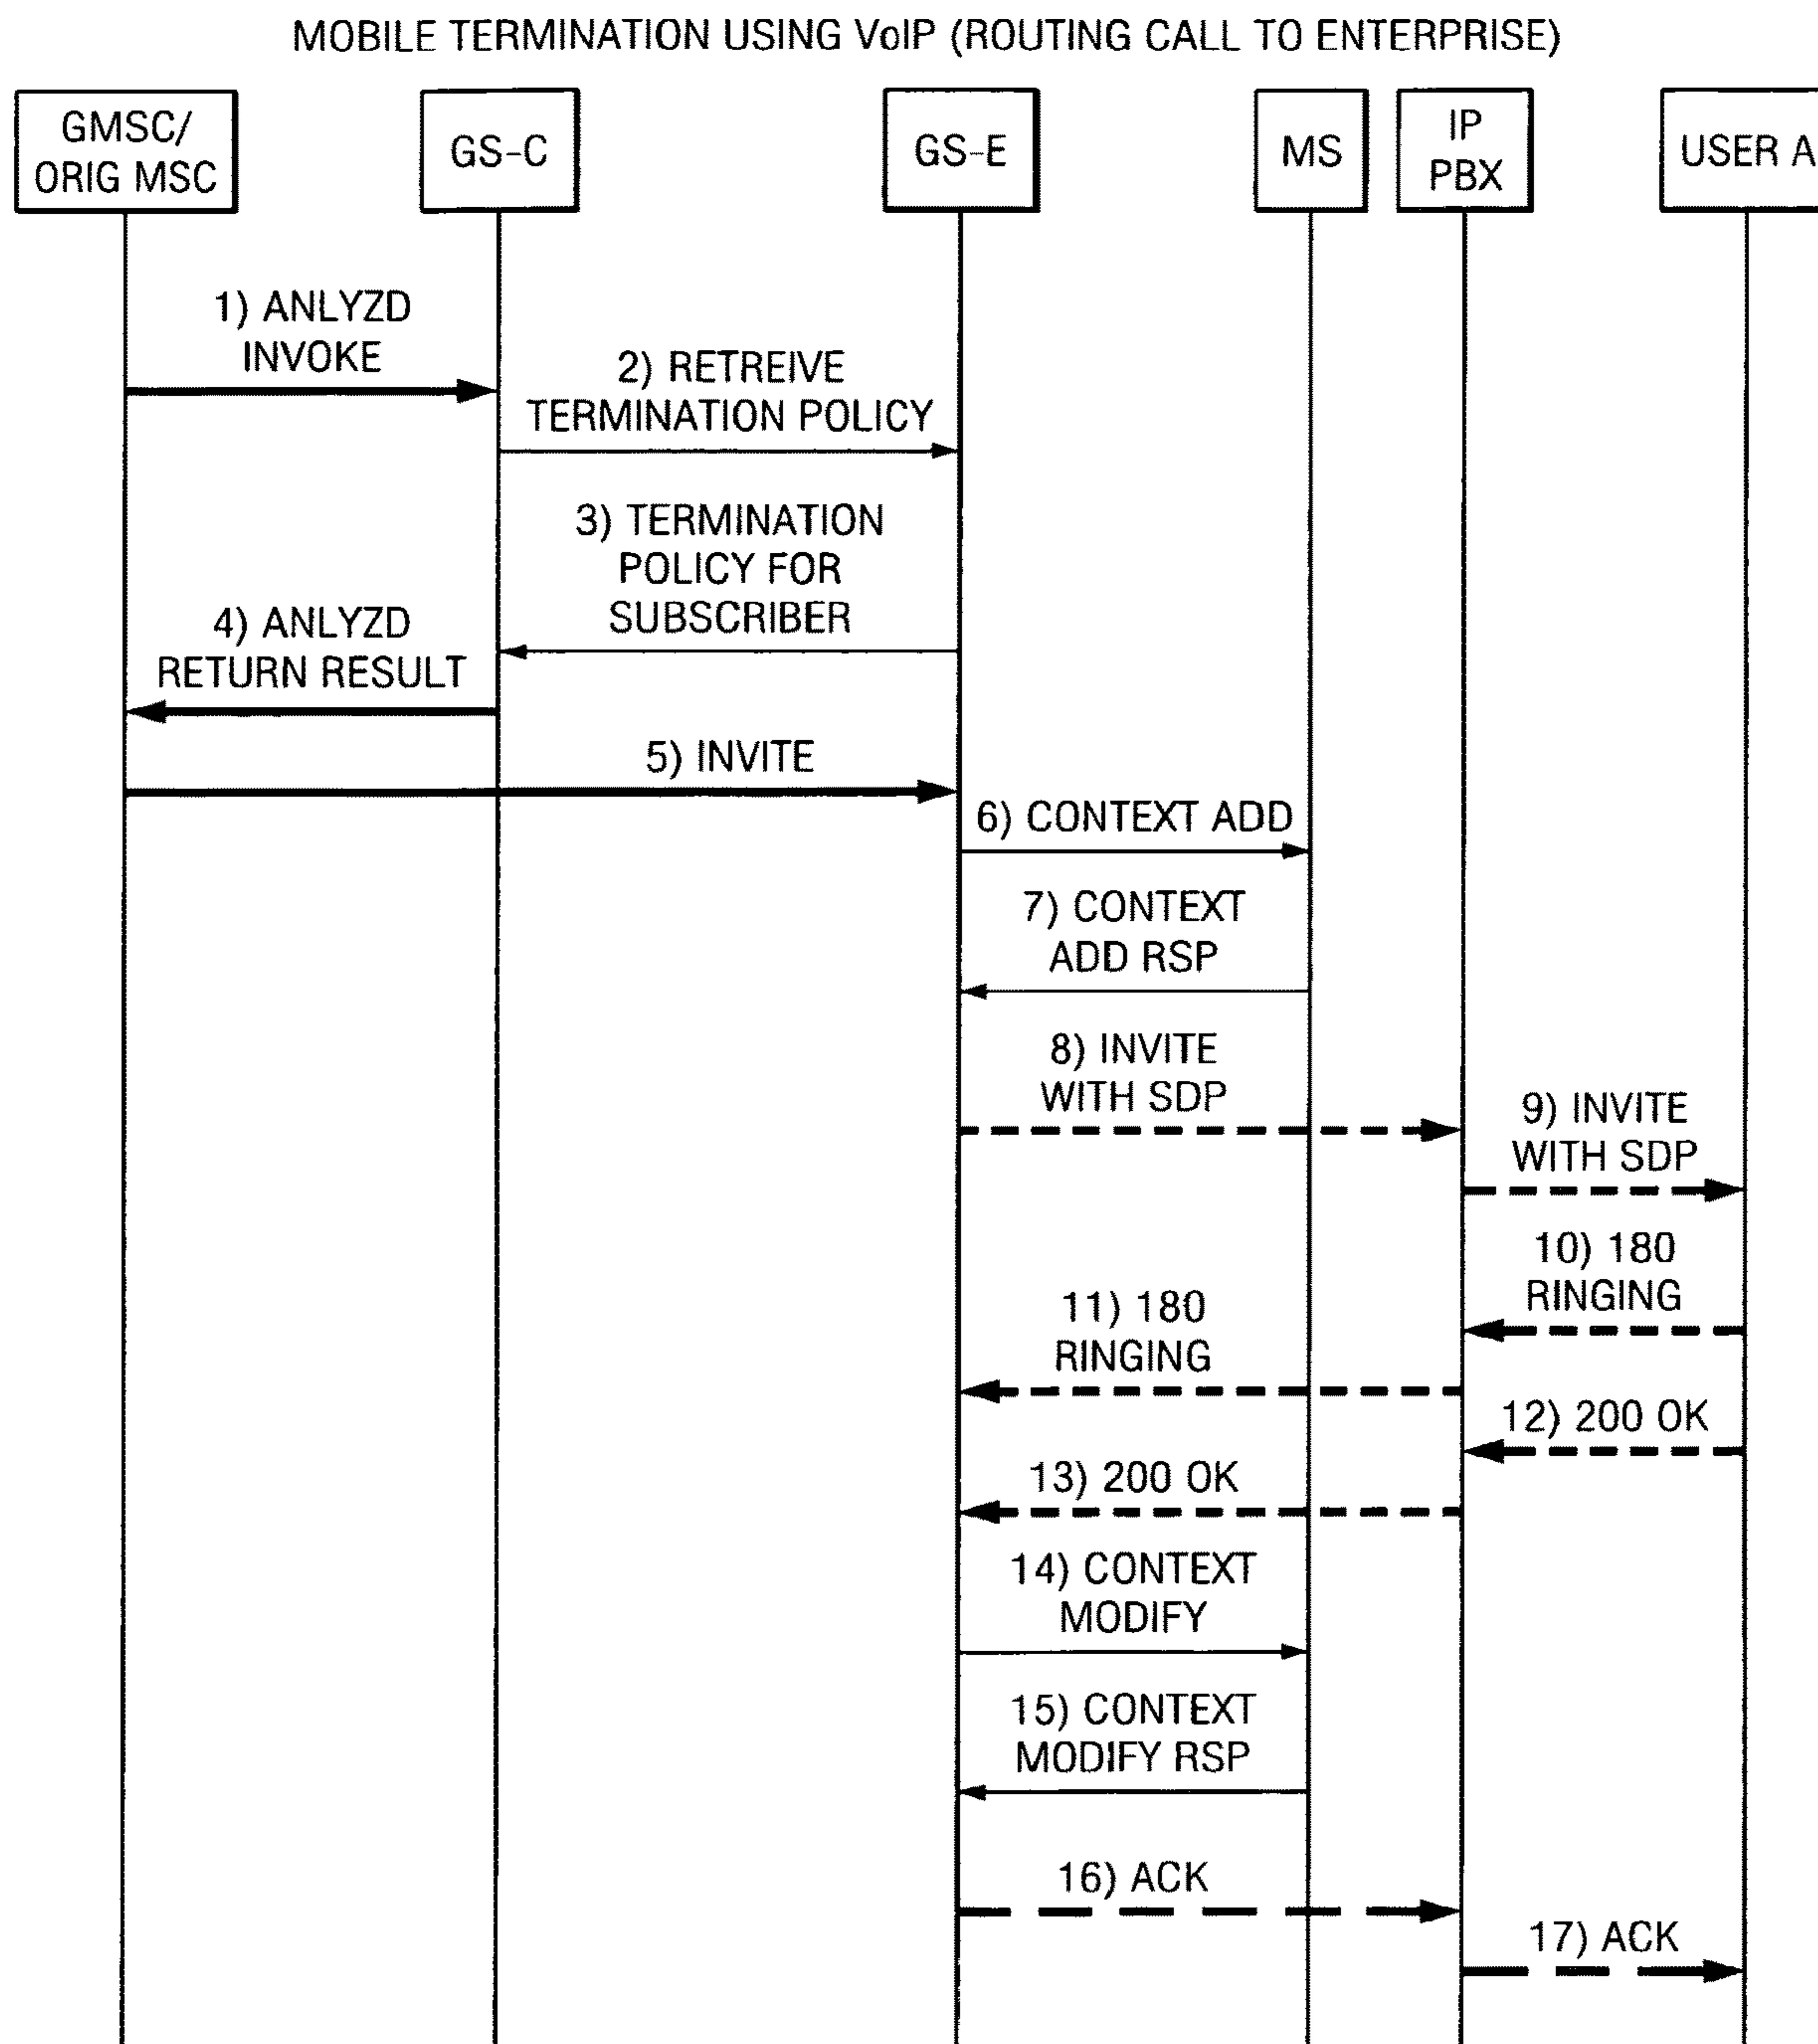 MOBILE TERMINATION USING VoIP (ROUTING CALL TO ENTERPRISE)
GMSC/
ORIG MSC
GS-C
GS-E
MS
IP
PBX
USER A
1) ANLYZD
INVOKE
2) RETREIVE
TERMINATION POLICY
3) TERMINATION
POLICY FOR
SUBSCRIBER
4) ANLYZD
RETURN RESULT
5) INVITE
6) CONTEXT ADD
7) CONTEXT
ADD RSP
8) INVITE
WITH SDP
9) INVITE
WITH SDP
10) 180
RINGING
11) 180
RINGING
12) 200 OK
13) 200 OK
14) CONTEXT
MODIFY
15) CONTEXT
MODIFY RSP
16) ACK
17) ACK